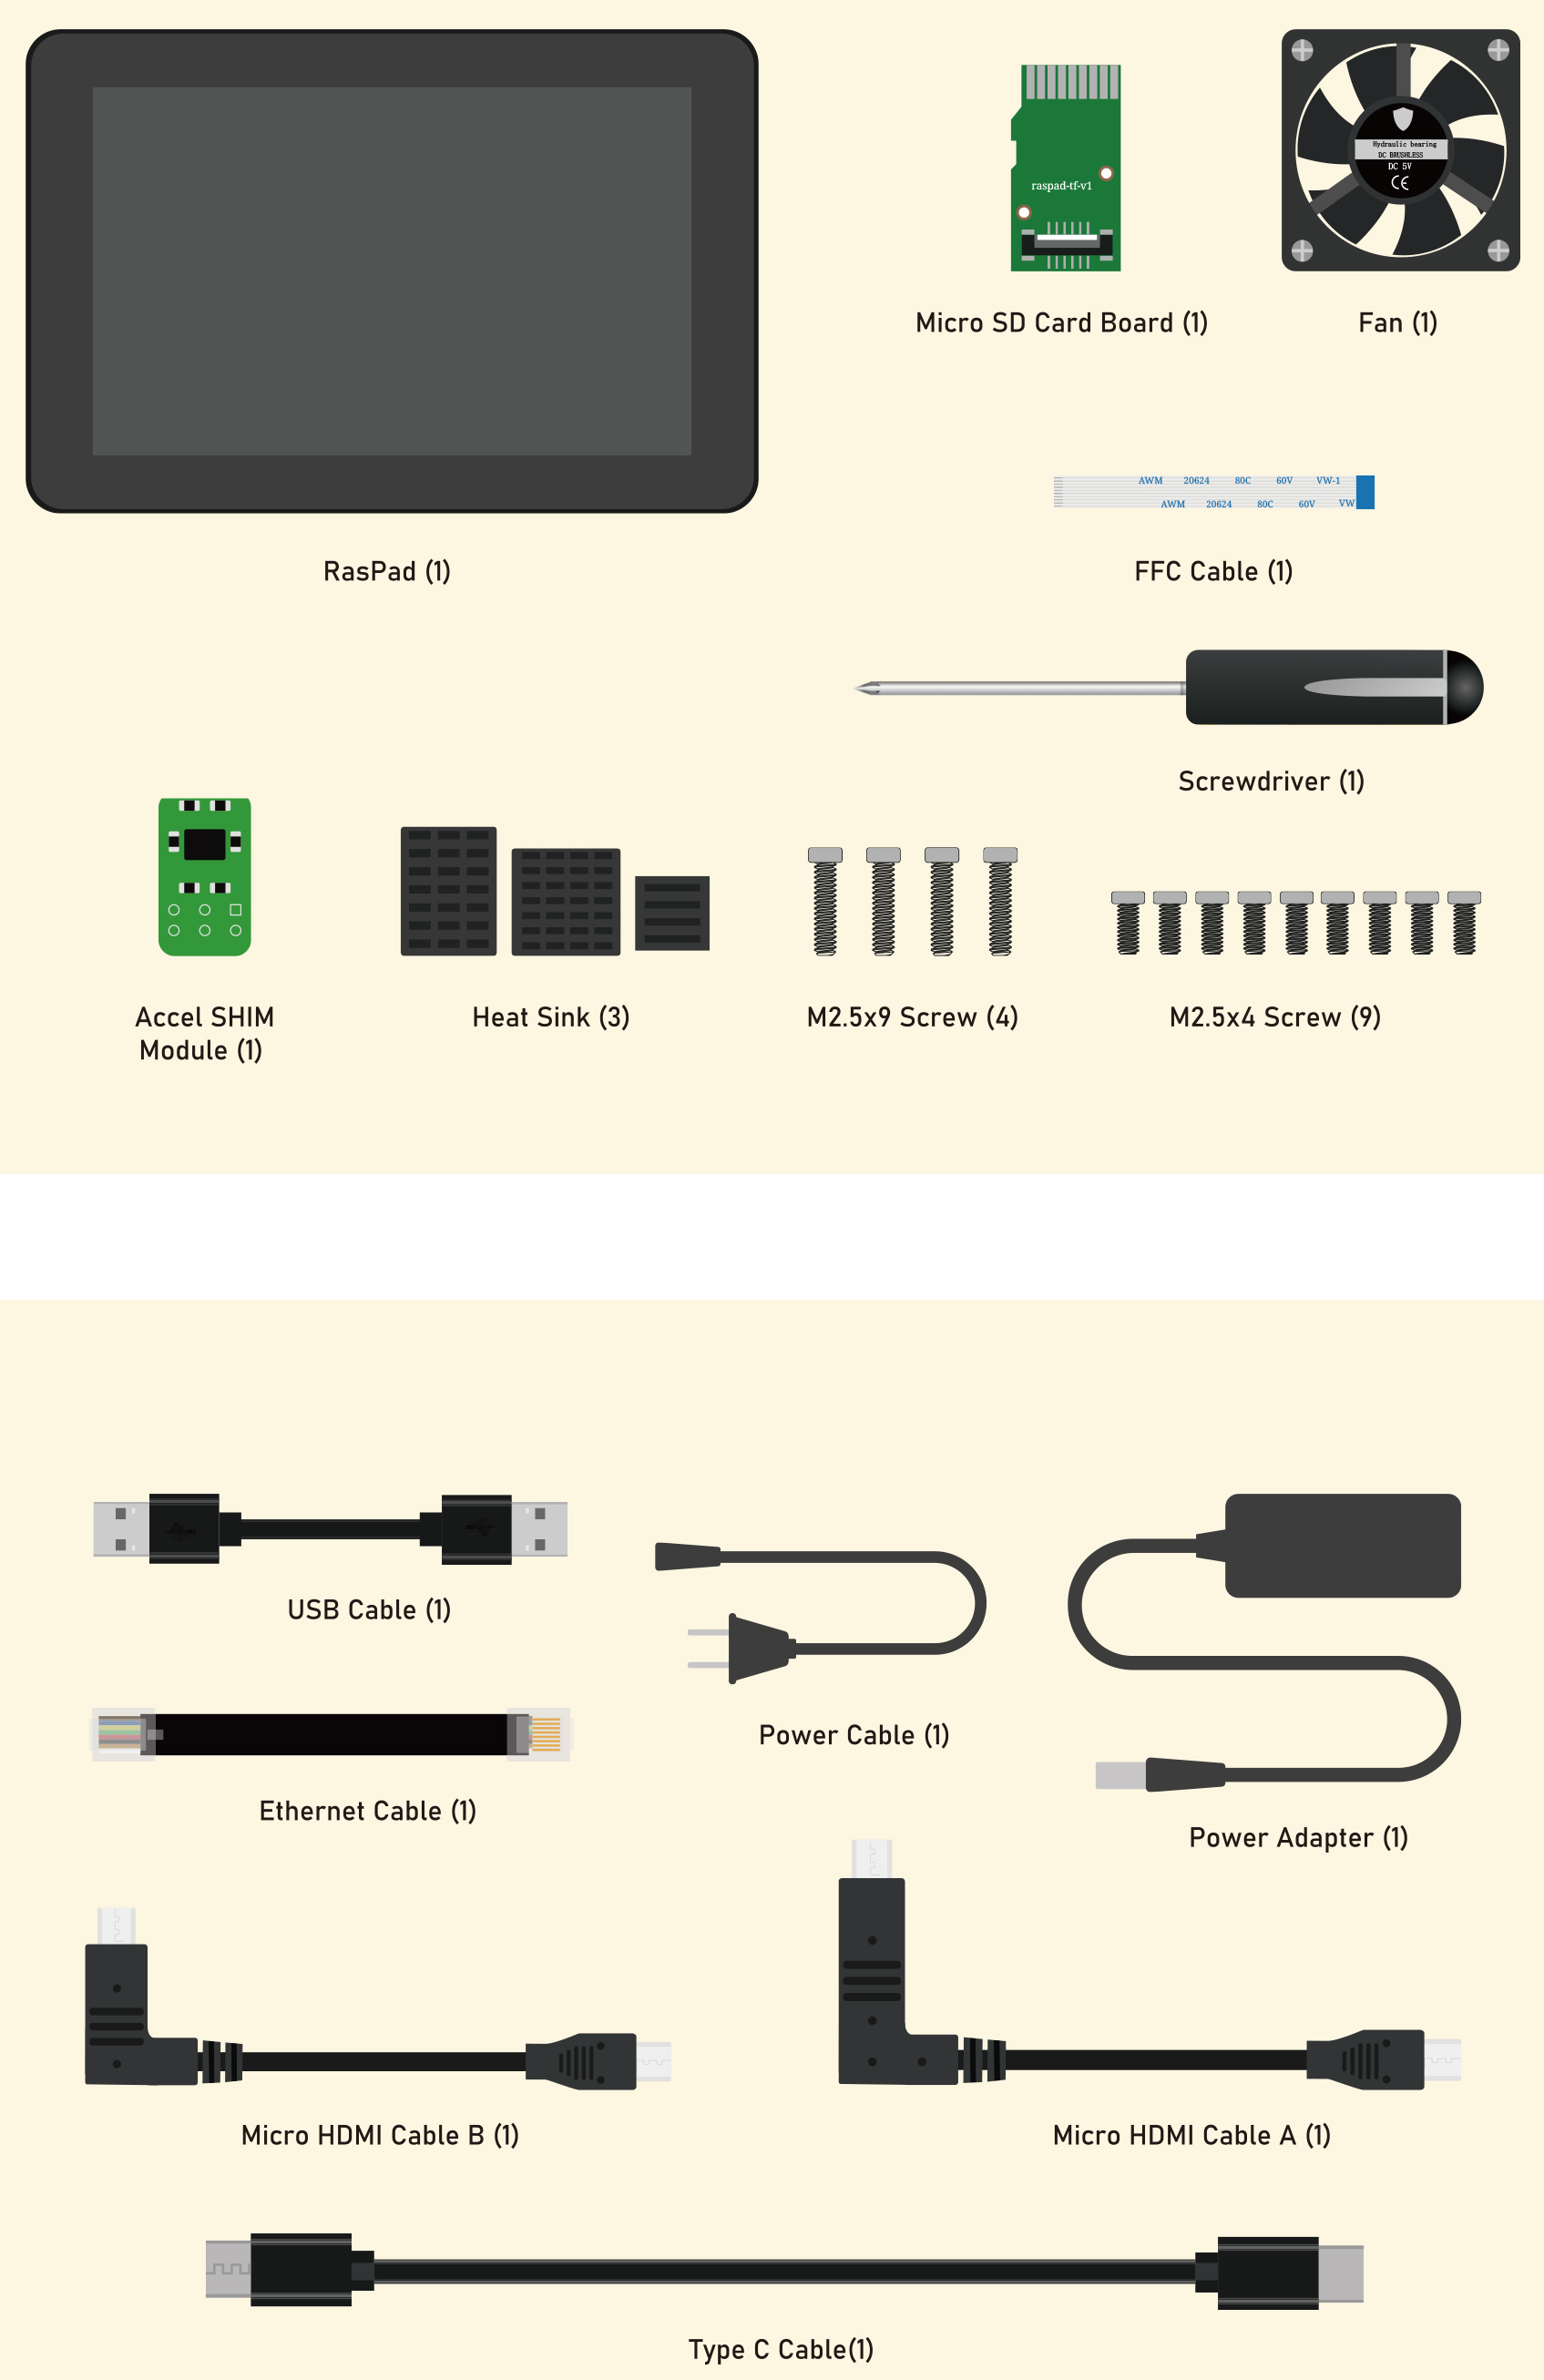 raspad-tf-v1
Hydraulic bearing
DC BRUSHLESS
DC 5V
CE
Micro SD Card Board (1)
Fan (1)
AWM 20624 80C 60V VW-1
AWM 20624 80C 60V VW
RasPad (1)
FFC Cable (1)
Screwdriver (1)
Accel SHIM
Module (1)
Heat Sink (3)
M2.5x9 Screw (4)
M2.5x4 Screw (9)
USB Cable (1)
Power Cable (1)
Ethernet Cable (1)
Power Adapter (1)
Micro HDMI Cable B (1)
Micro HDMI Cable A (1)
Type C Cable(1)